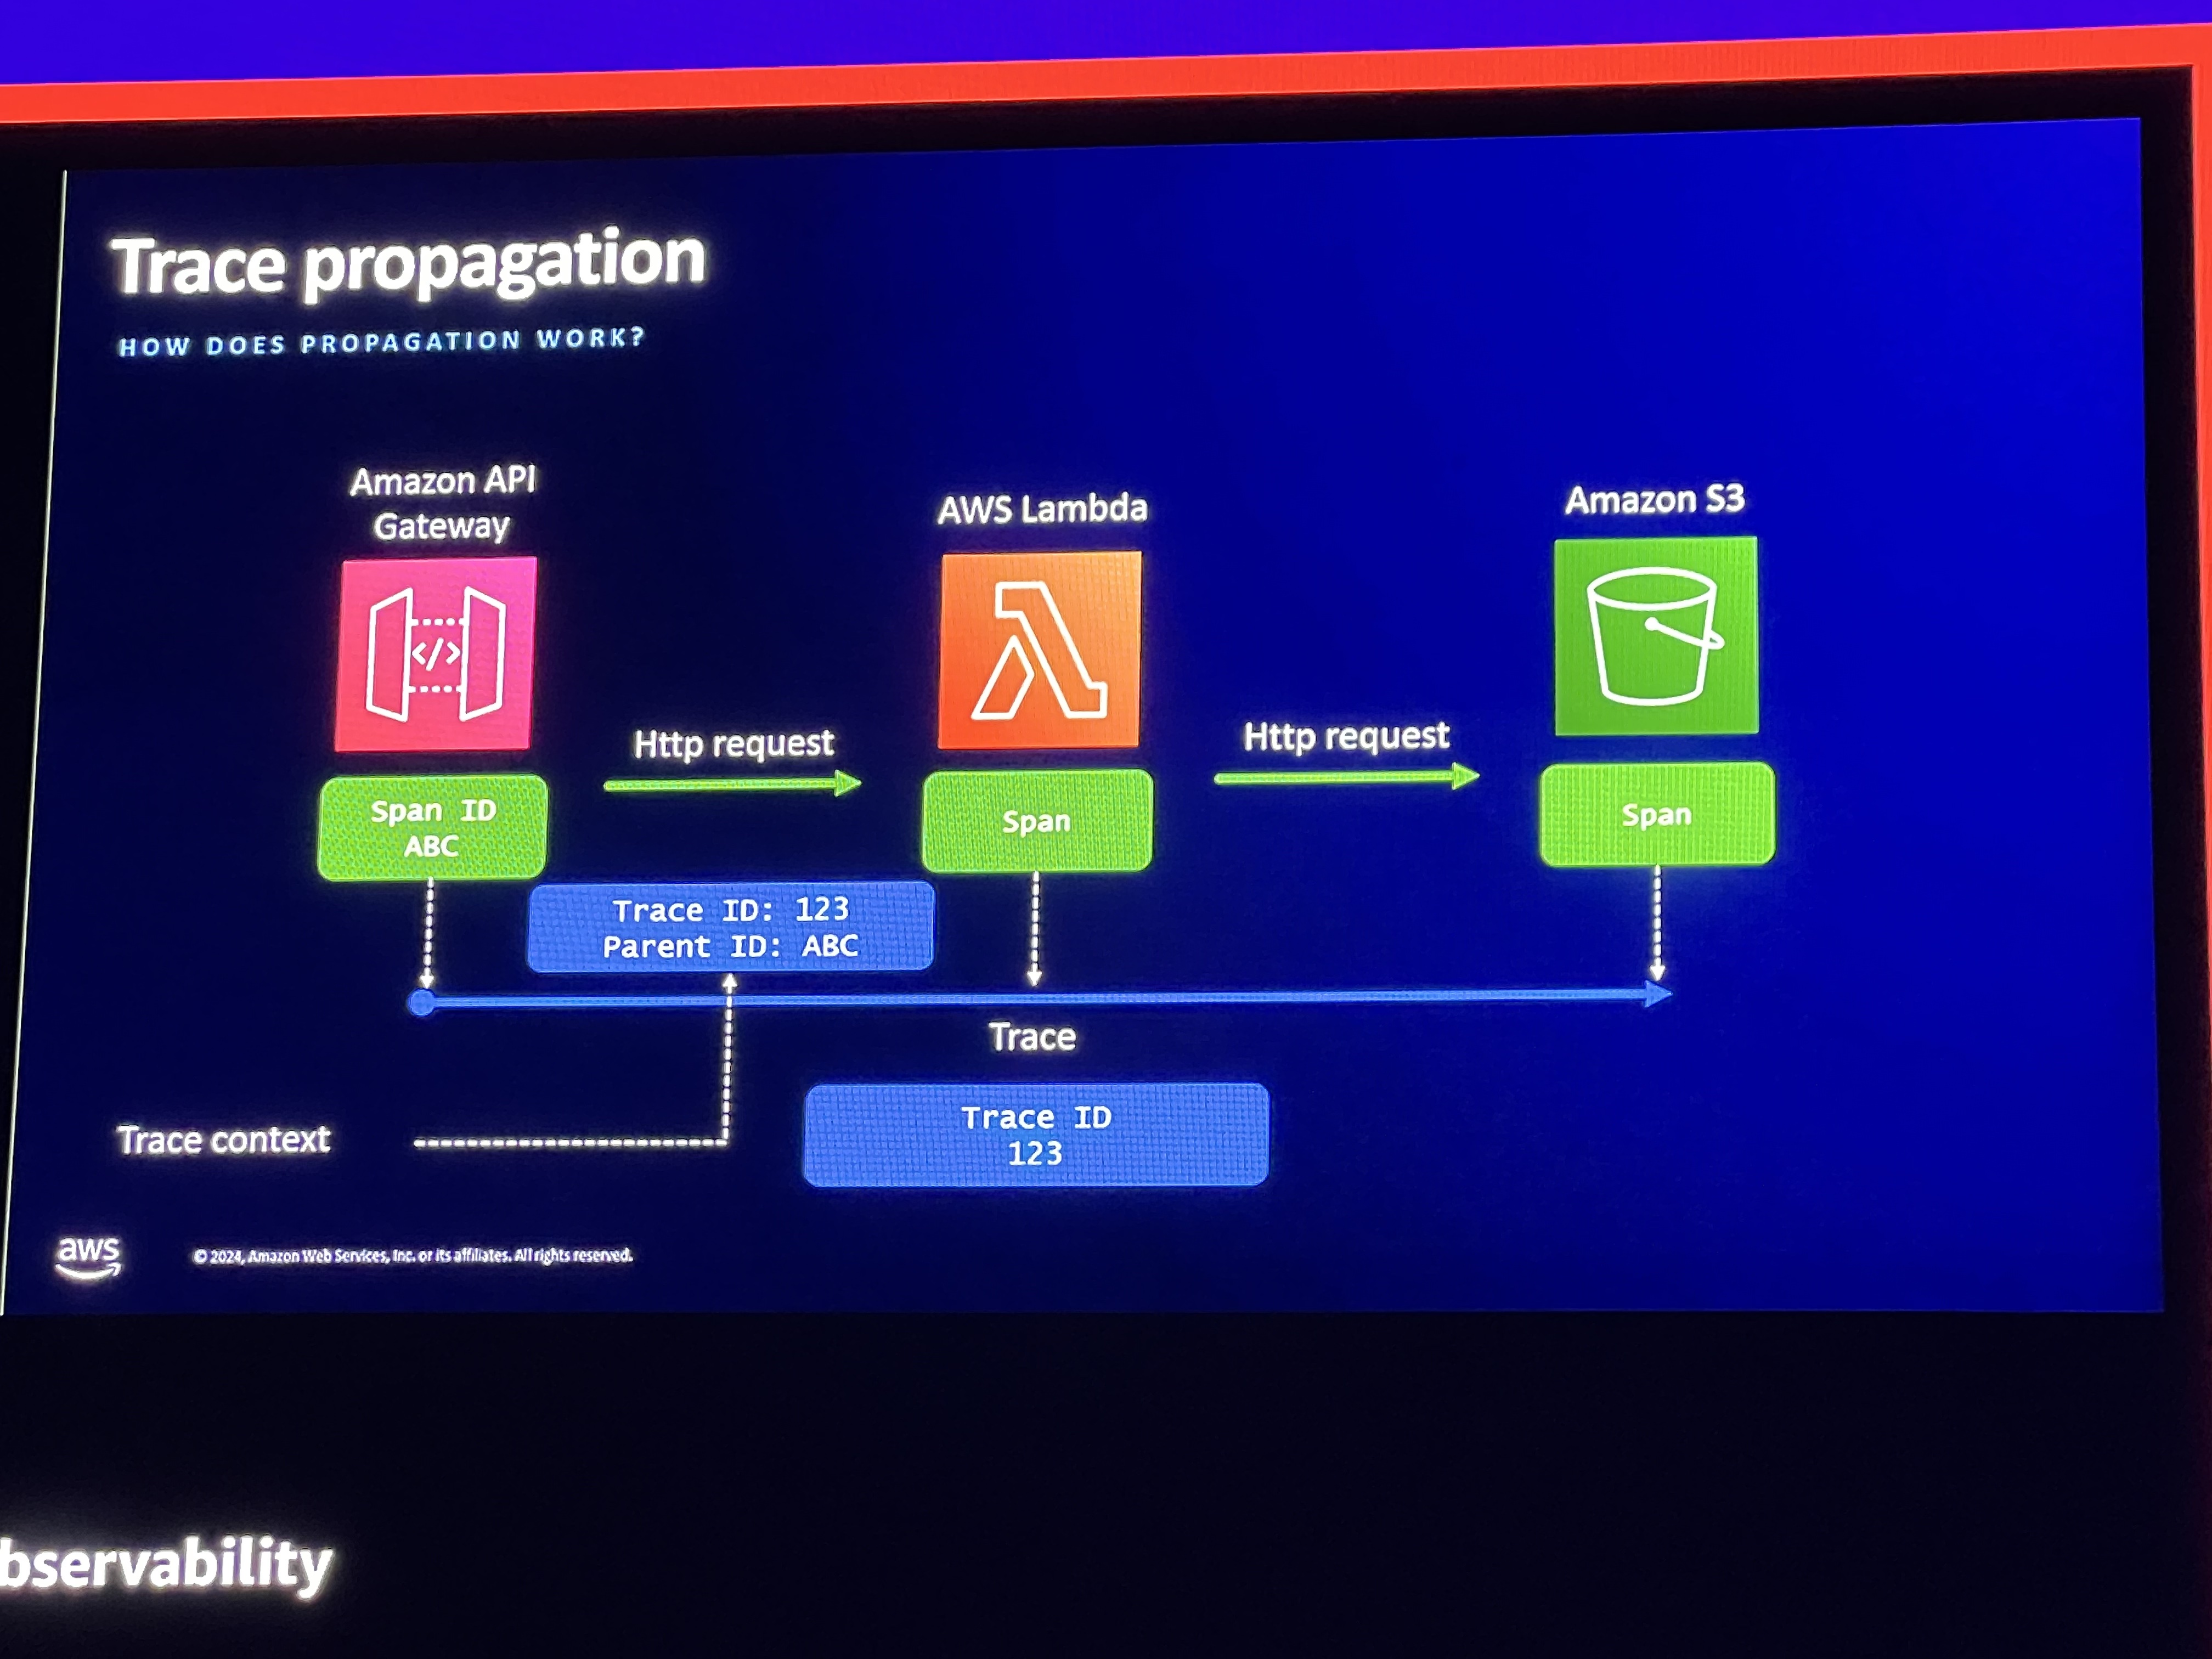 Trace propagation
HOW DOES PROPAGATION WORK?
Amazon API
Gateway
AWS Lambda
Amazon S3
</>
Http request
Http request
Span ID
ABC
Span
Span
Trace ID: 123
Parent ID: ABC
Trace
Trace ID
123
Trace context
aws
© 2024, Amazon Web Services, Inc. or its affiliates. All rights reserved.
bservability